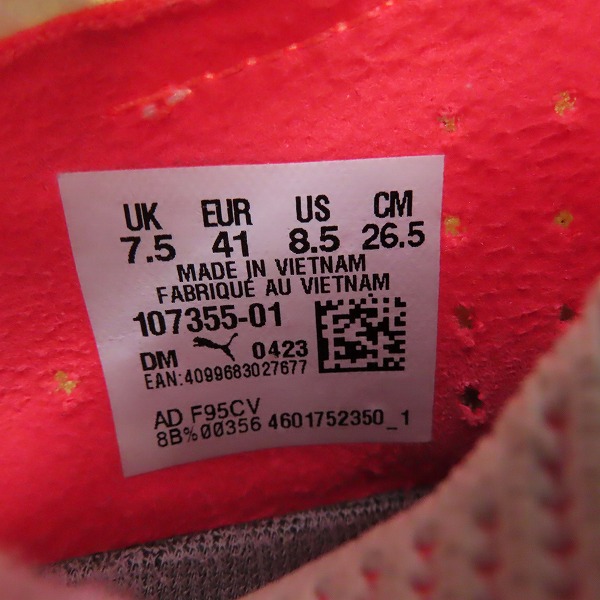 UK EUR US CM
7.5 41 8.5 26.5
MADE IN VIETNAM
FABRIQUÉ AU VIETNAM
107355-01
DM 0423
EAN:4099683027677
AD F95CV
8B%00356 4601752350_1